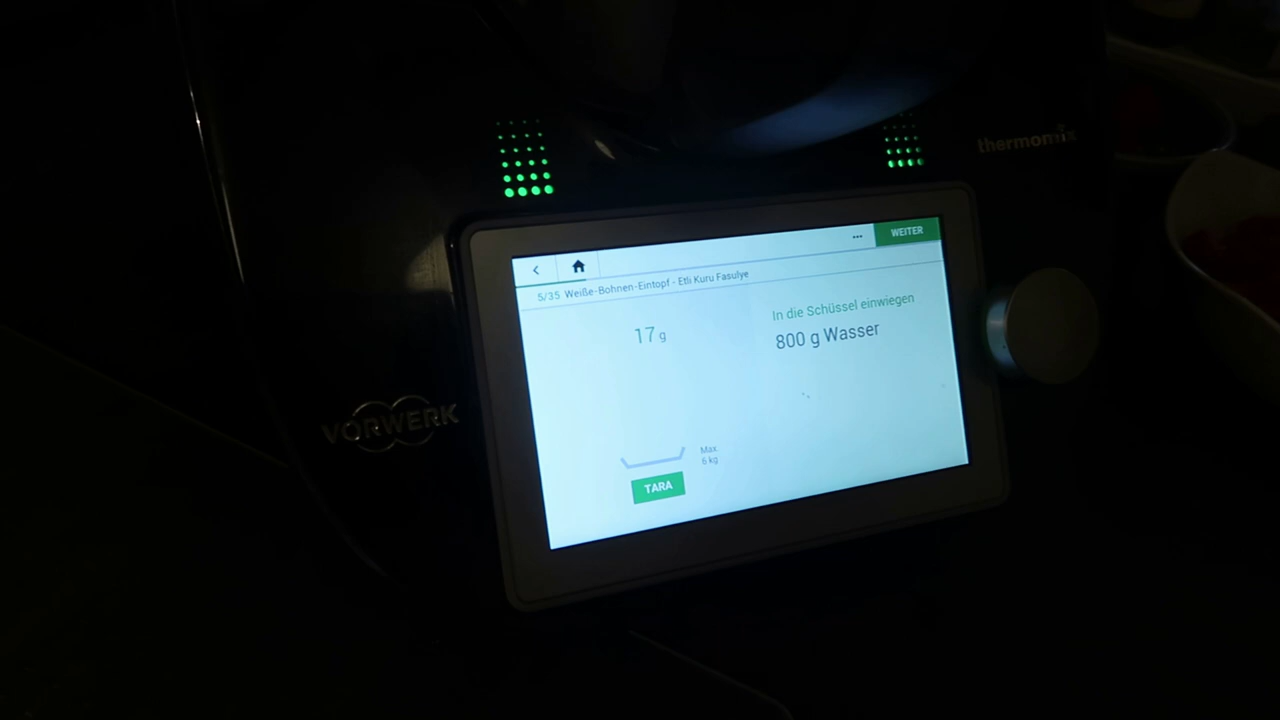 thermomix
WEITER
5/35 Weiße-Bohnen-Eintopf - Etli Kuru Fasulye
In die Schüssel einwiegen
17 g
800 g Wasser
VORWERK
Max.
6 kg
TARA